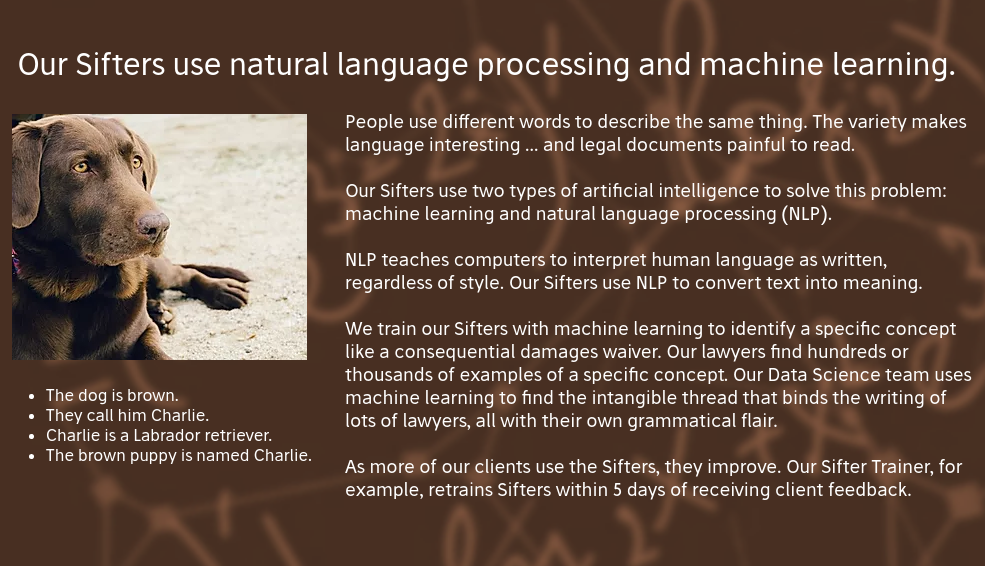 Our Sifters use natural language processing and machine learning.
People use different words to describe the same thing. The variety makes
language interesting ... and legal documents painful to read.
Our Sifters use two types of artificial intelligence to solve this problem:
machine learning and natural language processing (NLP).
NLP teaches computers to interpret human language as written,
regardless of style. Our Sifters use NLP to convert text into meaning.
We train our Sifters with machine learning to identify a specific concept
like a consequential damages waiver. Our lawyers find hundreds or
thousands of examples of a specific concept. Our Data Science team uses
machine learning to find the intangible thread that binds the writing of
lots of lawyers, all with their own grammatical flair.
As more of our clients use the Sifters, they improve. Our Sifter Trainer, for
example, retrains Sifters within 5 days of receiving client feedback.
• The dog is brown.
• They call him Charlie.
• Charlie is a Labrador retriever.
• The brown puppy is named Charlie.